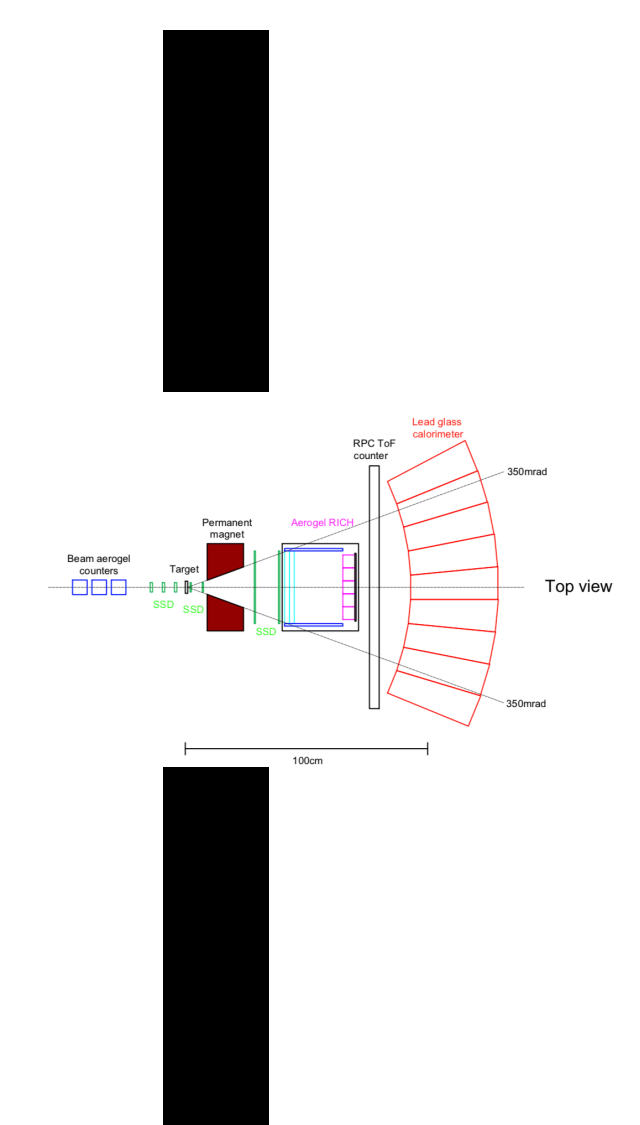 Lead glass
calorimeter
RPC ToF
counter
350mrad
Permanent
magnet
Aerogel RICH
Beam aerogel
counters
Target
Top view
SSD
SSD
SSD
350mrad
100cm